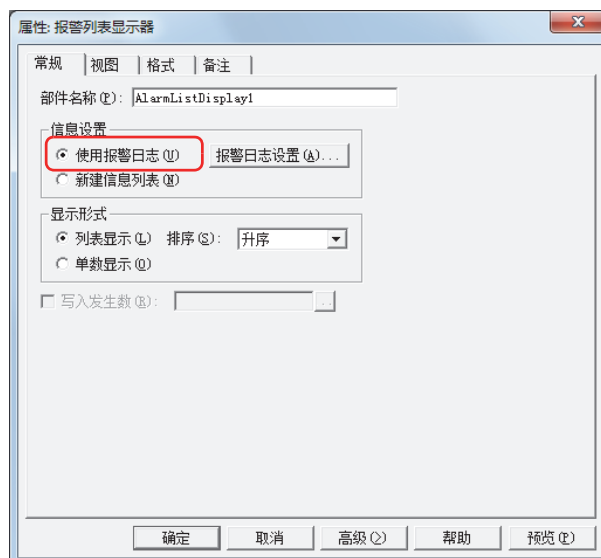 属性: 报警列表显示器
常规 视图 格式 备注
部件名称(P): AlarmListDisplay1
信息设置
使用报警日志(U) 报警日志设置(A)...
新建信息列表(N)
显示形式
列表显示(L) 排序(S): 升序
单数显示(O)
写入发生数(R): ..
确定 取消 高级(>) 帮助 预览(P)